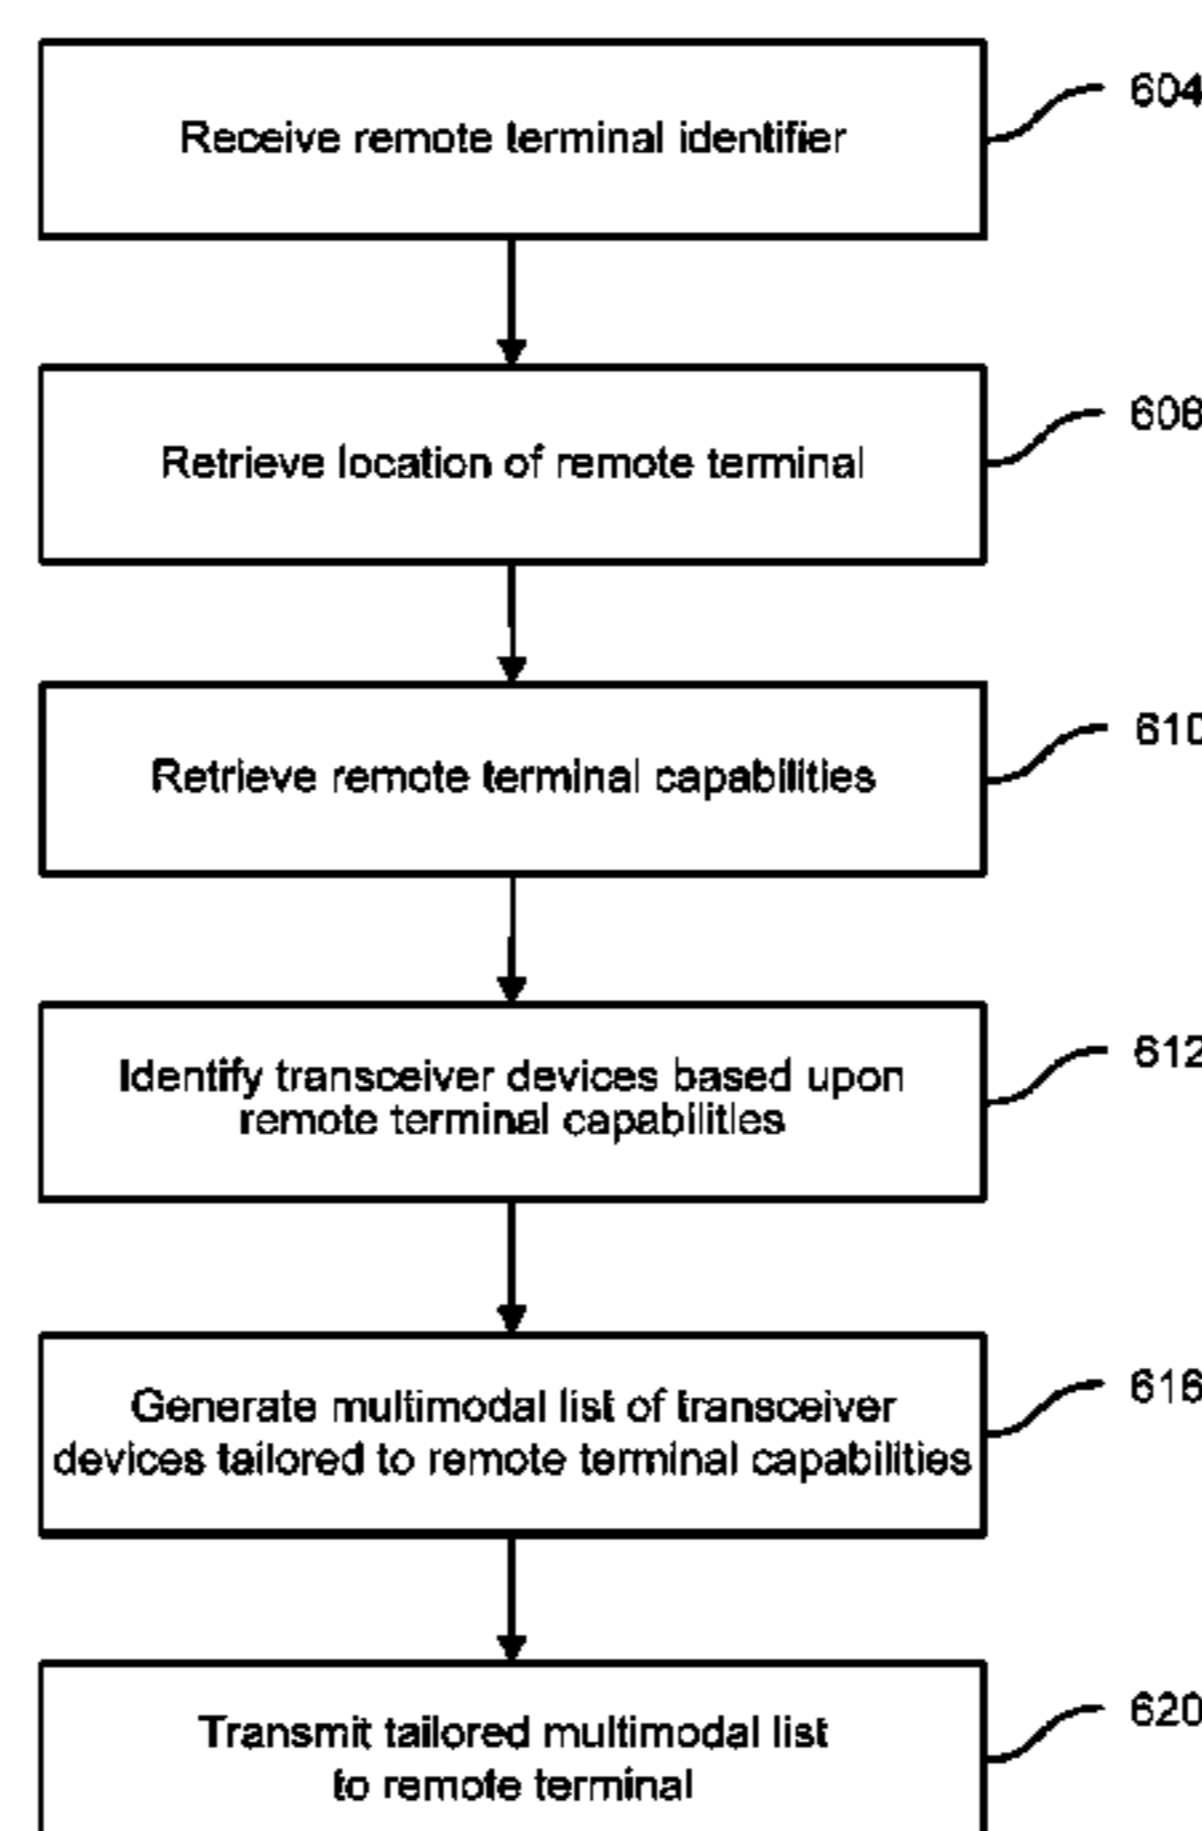 Receive remote terminal identifier
604
Retrieve location of remote terminal
606
Retrieve remote terminal capabilities
610
Identify transceiver devices based upon
remote terminal capabilities
612
Generate multimodal list of transceiver
devices tailored to remote terminal capabilities
616
Transmit tailored multimodal list
to remote terminal
620